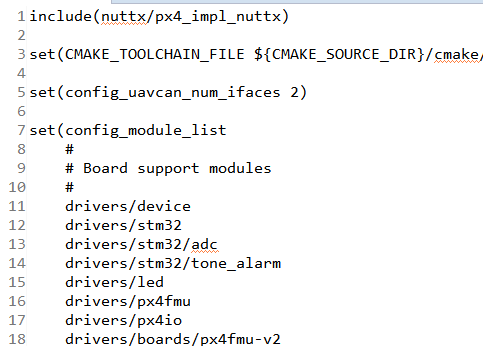 1 include(nuttx/px4_impl_nuttx)
2
3 set(CMAKE_TOOLCHAIN_FILE ${CMAKE_SOURCE_DIR}/cmake/
4
5 set(config_uavcan_num_ifaces 2)
6
7 set(config_module_list
8 #
9 # Board support modules
10 #
11 drivers/device
12 drivers/stm32
13 drivers/stm32/adc
14 drivers/stm32/tone_alarm
15 drivers/led
16 drivers/px4fmu
17 drivers/px4io
18 drivers/boards/px4fmu-v2